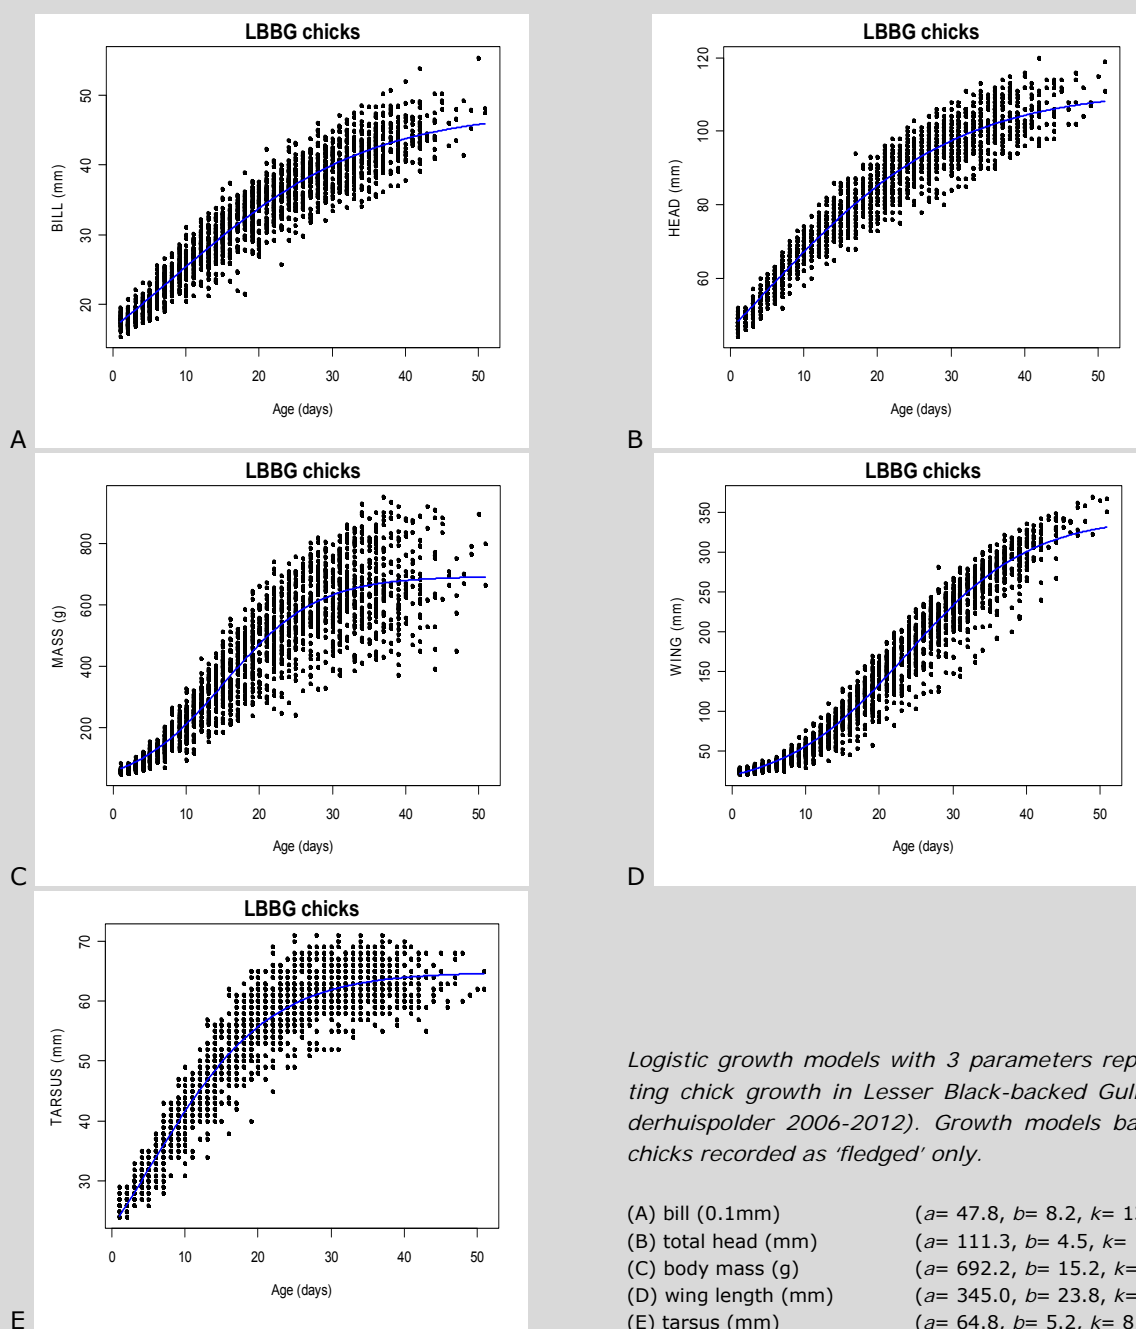 LBBG chicks
BILL (mm)
50
40
30
20
0 10 20 30 40 50
Age (days)
A
LBBG chicks
HEAD (mm)
120
100
80
60
0 10 20 30 40 50
Age (days)
B
LBBG chicks
MASS (g)
800
600
400
200
0 10 20 30 40 50
Age (days)
C
LBBG chicks
WING (mm)
350
300
250
200
150
100
50
0 10 20 30 40 50
Age (days)
D
LBBG chicks
TARSUS (mm)
70
60
50
40
30
0 10 20 30 40 50
Age (days)
E
Logistic growth models with 3 parameters rep
ting chick growth in Lesser Black-backed Gul
derhuispolder 2006-2012). Growth models ba
chicks recorded as ‘fledged’ only.
(A) bill (0.1mm) (a= 47.8, b= 8.2, k= 1
(B) total head (mm) (a= 111.3, b= 4.5, k=
(C) body mass (g) (a= 692.2, b= 15.2, k=
(D) wing length (mm) (a= 345.0, b= 23.8, k=
(E) tarsus (mm) (a= 64.8, b= 5.2, k= 8